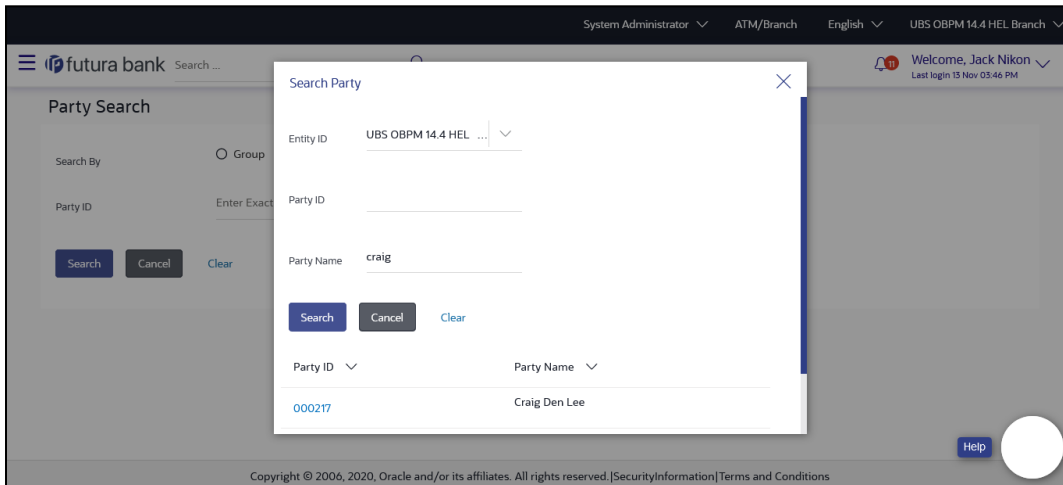 System Administrator ATM/Branch English UBS OBPM 14.4 HEL Branch
futura bank Search ... 11 Welcome, Jack Nikon
Last login 13 Nov 03:46 PM
Party Search
Search By Group
Party ID Enter Exact
Search Cancel Clear
Search Party
Entity ID UBS OBPM 14.4 HEL ...
Party ID
Party Name craig
Search Cancel Clear
Party ID Party Name
000217 Craig Den Lee
Help
Copyright © 2006, 2020, Oracle and/or its affiliates. All rights reserved.|SecurityInformation|Terms and Conditions